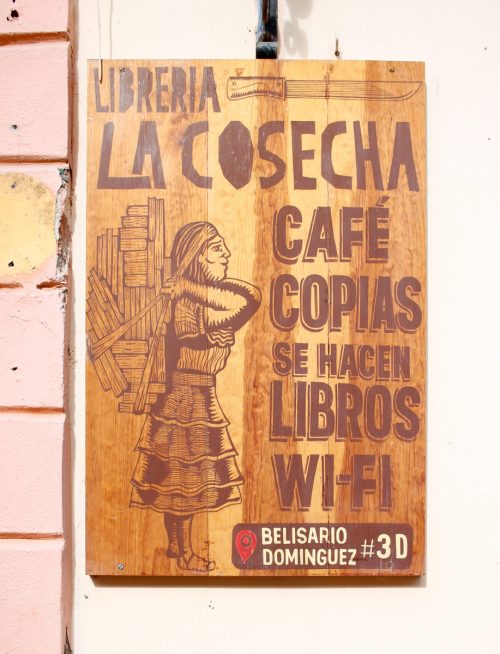 LIBRERIA
LA COSECHA
CAFÉ
COPIAS
SE HACEN
LIBROS
WI-FI
BELISARIO
DOMINGUEZ #3D